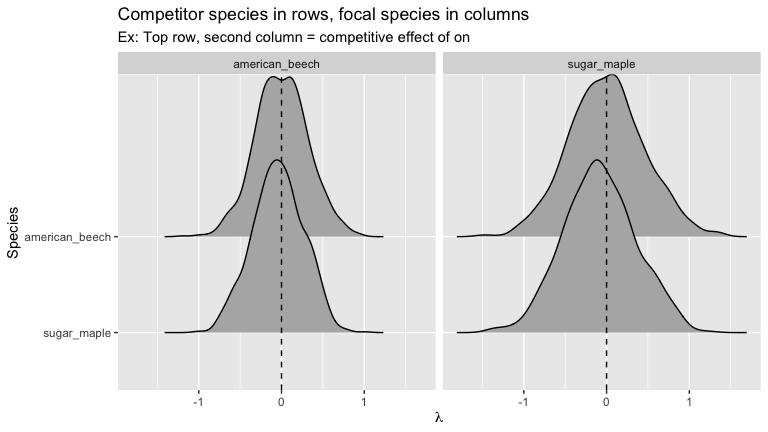 Competitor species in rows, focal species in columns
Ex: Top row, second column = competitive effect of on
american_beech
sugar_maple
Species
american_beech
sugar_maple
-1 0 1
-1 0 1
λ